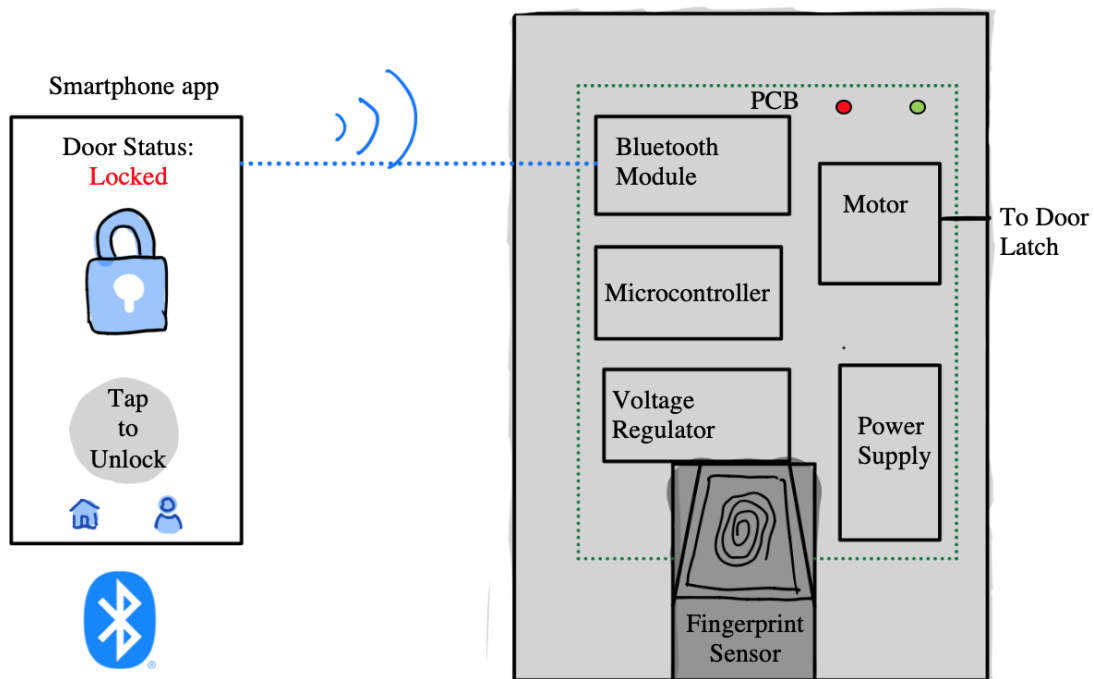 Smartphone app
Door Status:
Locked
Tap
to
Unlock
PCB
Bluetooth
Module
Motor
To Door
Latch
Microcontroller
Voltage
Regulator
Power
Supply
Fingerprint
Sensor
®